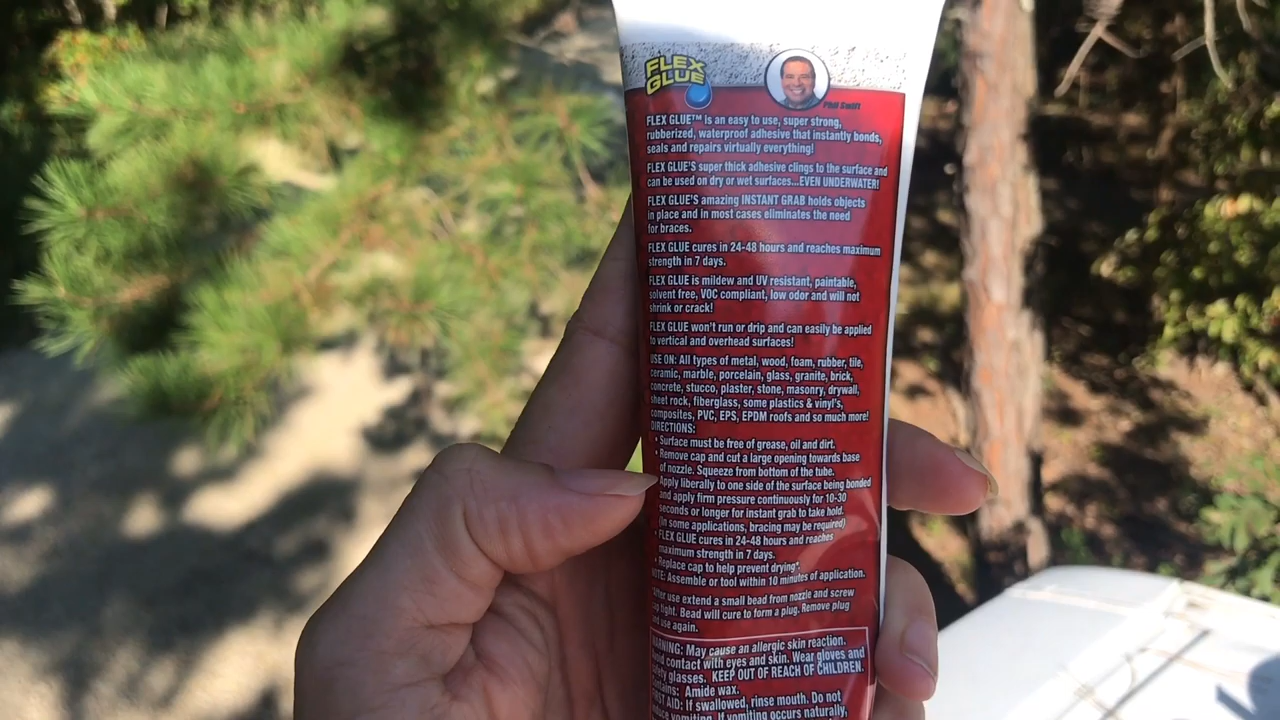 FLEX
GLUE
Phil Swift
FLEX GLUE™ is an easy to use, super strong,
rubberized, waterproof adhesive that instantly bonds,
seals and repairs virtually everything!
FLEX GLUE'S super thick adhesive clings to the surface and
can be used on dry or wet surfaces...EVEN UNDERWATER!
FLEX GLUE'S amazing INSTANT GRAB holds objects
in place and in most cases eliminates the need
for braces.
FLEX GLUE cures in 24-48 hours and reaches maximum
strength in 7 days.
FLEX GLUE is mildew and UV resistant, paintable,
solvent free, VOC compliant, low odor and will not
shrink or crack!
FLEX GLUE won't run or drip and can easily be applied
to vertical and overhead surfaces!
USE ON: All types of metal, wood, foam, rubber, tile,
ceramic, marble, porcelain, glass, granite, brick,
concrete, stucco, plaster, stone, masonry, drywall,
sheet rock, fiberglass, some plastics & vinyl's,
composites, PVC, EPS, EPDM roofs and so much more!
DIRECTIONS:
• Surface must be free of grease, oil and dirt.
• Remove cap and cut a large opening towards base
of nozzle. Squeeze from bottom of the tube.
Apply liberally to one side of the surface being bonded
and apply firm pressure continuously for 10-30
seconds or longer for instant grab to take hold.
(In some applications, bracing may be required)
• FLEX GLUE cures in 24-48 hours and reaches
maximum strength in 7 days.
• Replace cap to help prevent drying*.
NOTE: Assemble or tool within 10 minutes of application.
*After use extend a small bead from nozzle and screw
cap tight. Bead will cure to form a plug. Remove plug
and use again.
WARNING: May cause an allergic skin reaction.
Avoid contact with eyes and skin. Wear gloves and
safety glasses. KEEP OUT OF REACH OF CHILDREN.
Contains: Amide wax.
FIRST AID: If swallowed, rinse mouth. Do not
induce vomiting. If vomiting occurs naturally,